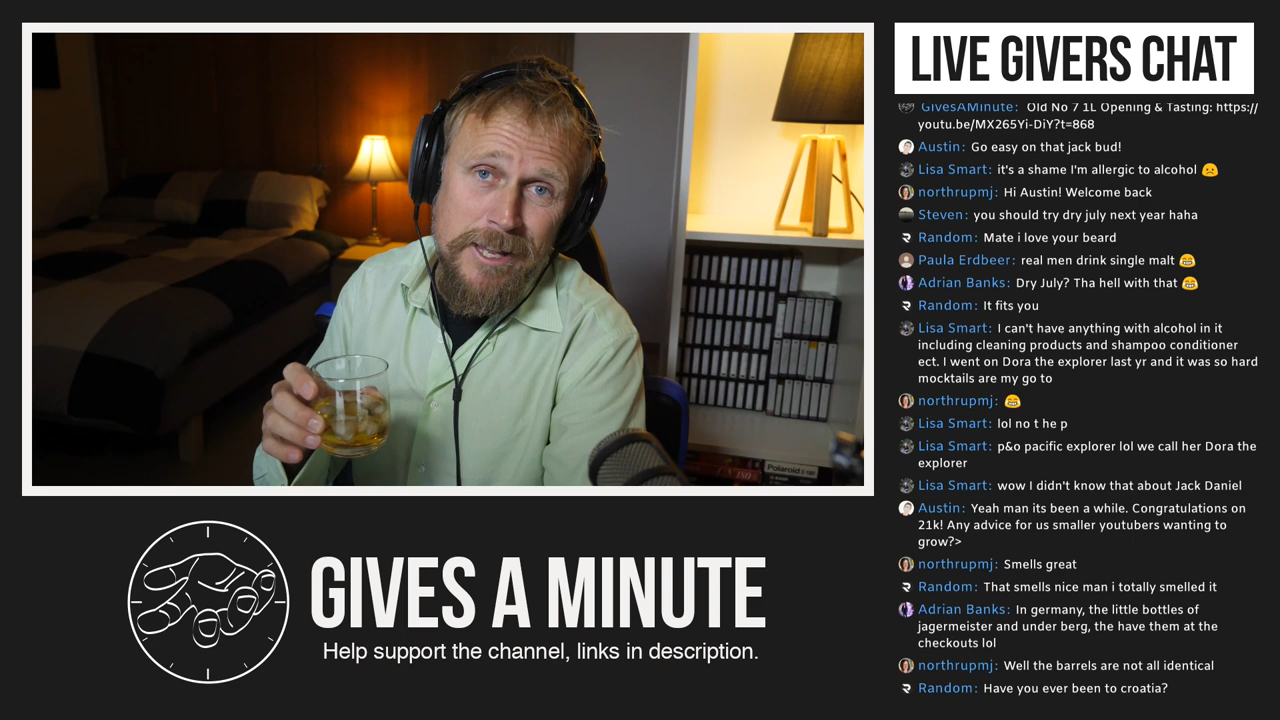 LIVE GIVERS CHAT
GivesAMinute: Old No 7 1L Opening & Tasting: https://
youtu.be/MX265Yi-DiY?t=868
Austin: Go easy on that jack bud!
Lisa Smart: it's a shame I'm allergic to alcohol ☹️
northrupmj: Hi Austin! Welcome back
Steven: you should try dry july next year haha
Random: Mate i love your beard
Paula Erdbeer: real men drink single malt 😁
Adrian Banks: Dry July? Tha hell with that 😁
Random: It fits you
Lisa Smart: I can't have anything with alcohol in it
including cleaning products and shampoo conditioner
ect. I went on Dora the explorer last yr and it was so hard
mocktails are my go to
northrupmj: 😂
Lisa Smart: lol no t he p
Lisa Smart: p&o pacific explorer lol we call her Dora the
explorer
Lisa Smart: wow I didn't know that about Jack Daniel
Austin: Yeah man its been a while. Congratulations on
21k! Any advice for us smaller youtubers wanting to
grow?>
northrupmj: Smells great
Random: That smells nice man i totally smelled it
Adrian Banks: In germany, the little bottles of
jagermeister and under berg, the have them at the
checkouts lol
northrupmj: Well the barrels are not all identical
Random: Have you ever been to croatia?
Polaroid
GIVES A MINUTE
Help support the channel, links in description.